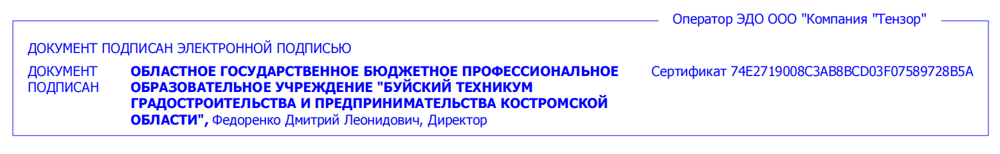 Оператор ЭДО ООО "Компания "Тензор"
ДОКУМЕНТ ПОДПИСАН ЭЛЕКТРОННОЙ ПОДПИСЬЮ
ДОКУМЕНТ ОБЛАСТНОЕ ГОСУДАРСТВЕННОЕ БЮДЖЕТНОЕ ПРОФЕССИОНАЛЬНОЕ Сертификат 74E2719008C3AB8BCD03F07589728B5A
ПОДПИСАН ОБРАЗОВАТЕЛЬНОЕ УЧРЕЖДЕНИЕ "БУЙСКИЙ ТЕХНИКУМ
ГРАДОСТРОИТЕЛЬСТВА И ПРЕДПРИНИМАТЕЛЬСТВА КОСТРОМСКОЙ
ОБЛАСТИ", Федоренко Дмитрий Леонидович, Директор